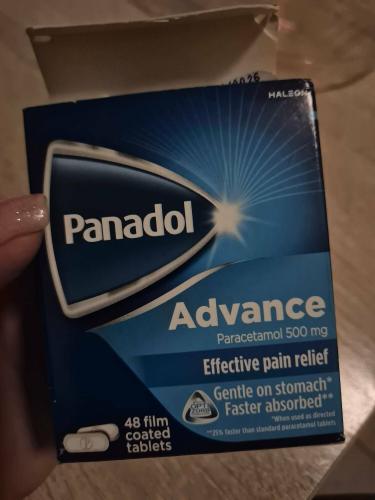 HALEON
Panadol
Advance
Paracetamol 500 mg
Effective pain relief
Gentle on stomach*
Faster absorbed**
*When used as directed
**25% faster than standard paracetamol tablets
48 film
coated
tablets